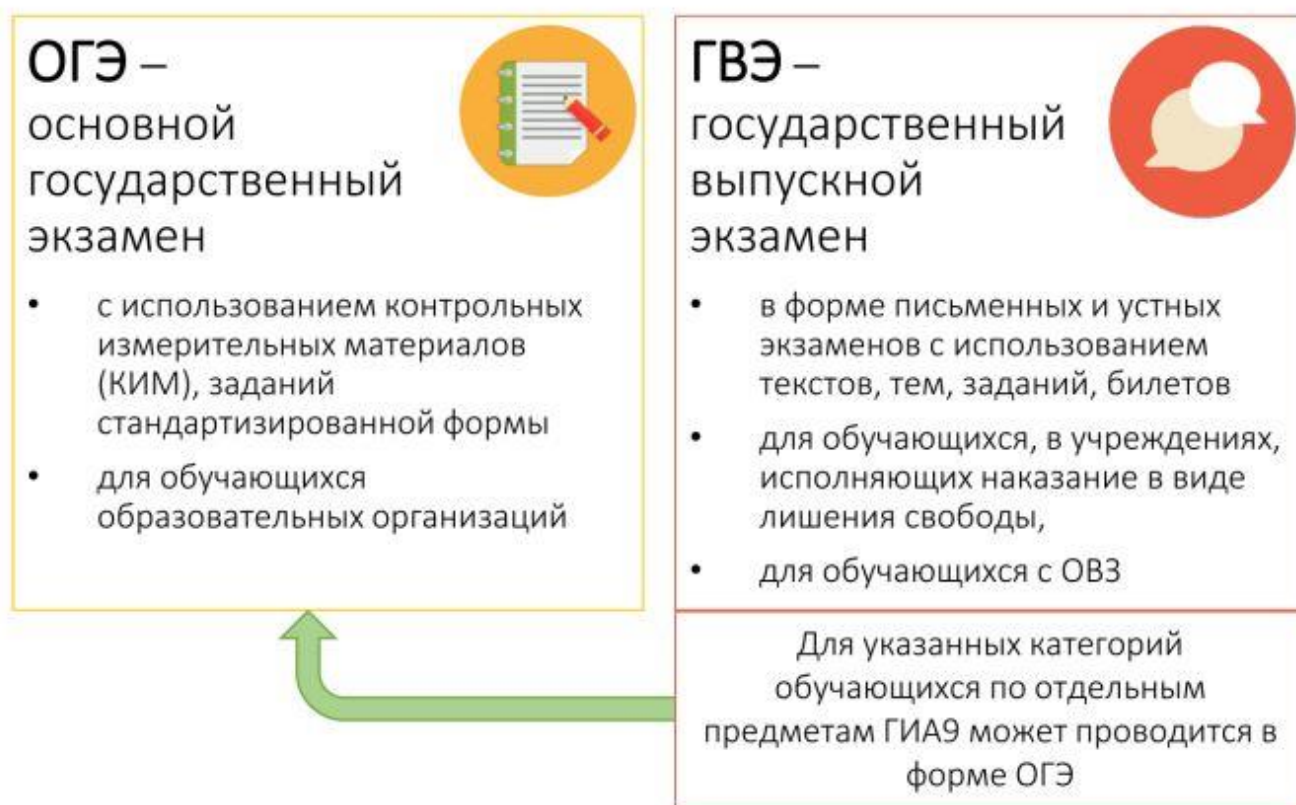 ОГЭ –
основной
государственный
экзамен
• с использованием контрольных
измерительных материалов
(КИМ), заданий
стандартизированной формы
• для обучающихся
образовательных организаций
ГВЭ –
государственный
выпускной
экзамен
• в форме письменных и устных
экзаменов с использованием
текстов, тем, заданий, билетов
• для обучающихся, в учреждениях,
исполняющих наказание в виде
лишения свободы,
• для обучающихся с ОВЗ
Для указанных категорий
обучающихся по отдельным
предметам ГИА9 может проводится в
форме ОГЭ